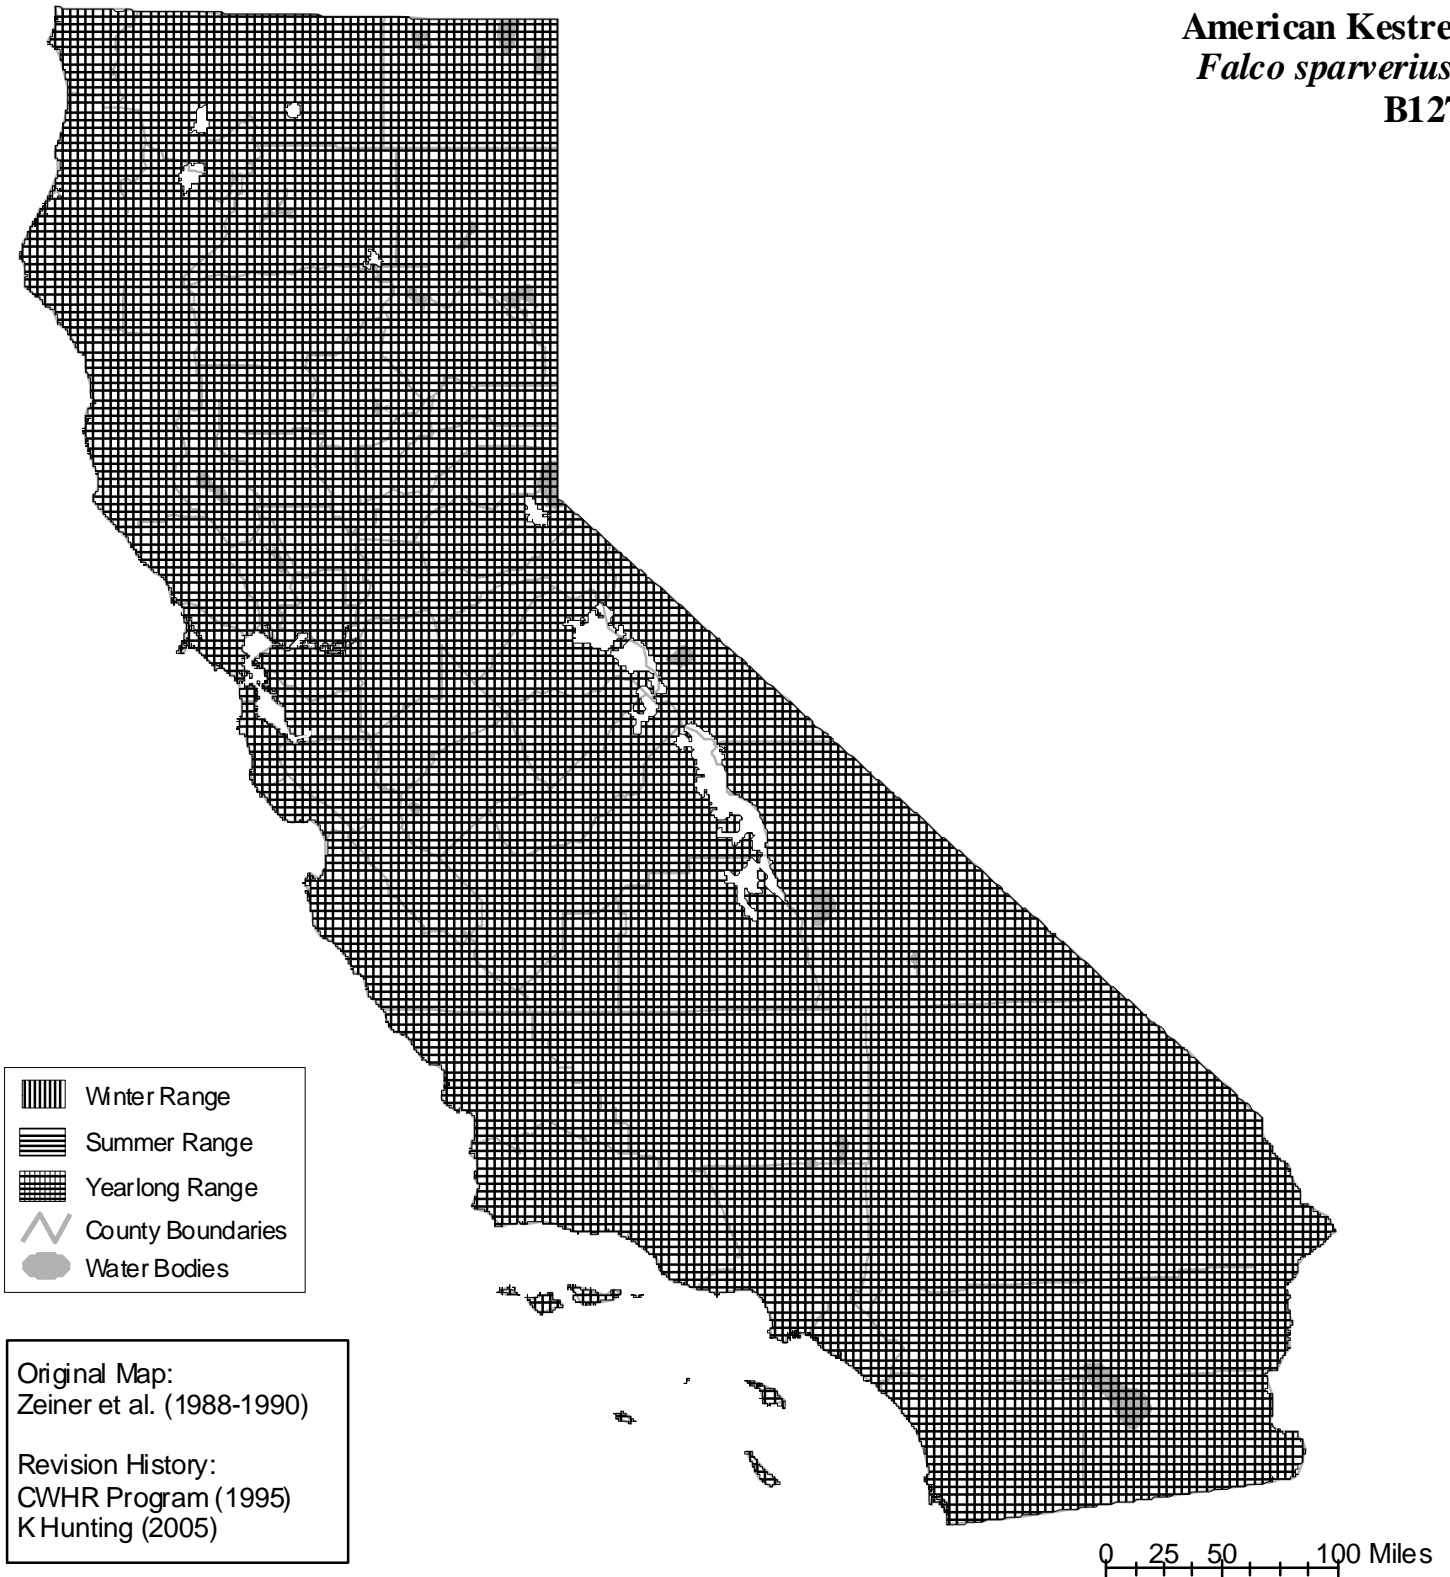 American Kestre
Falco sparverius
B127
Winter Range
Summer Range
Yearlong Range
County Boundaries
Water Bodies
Original Map:
Zeiner et al. (1988-1990)
Revision History:
CWHR Program (1995)
K Hunting (2005)
0 25 50 100 Miles